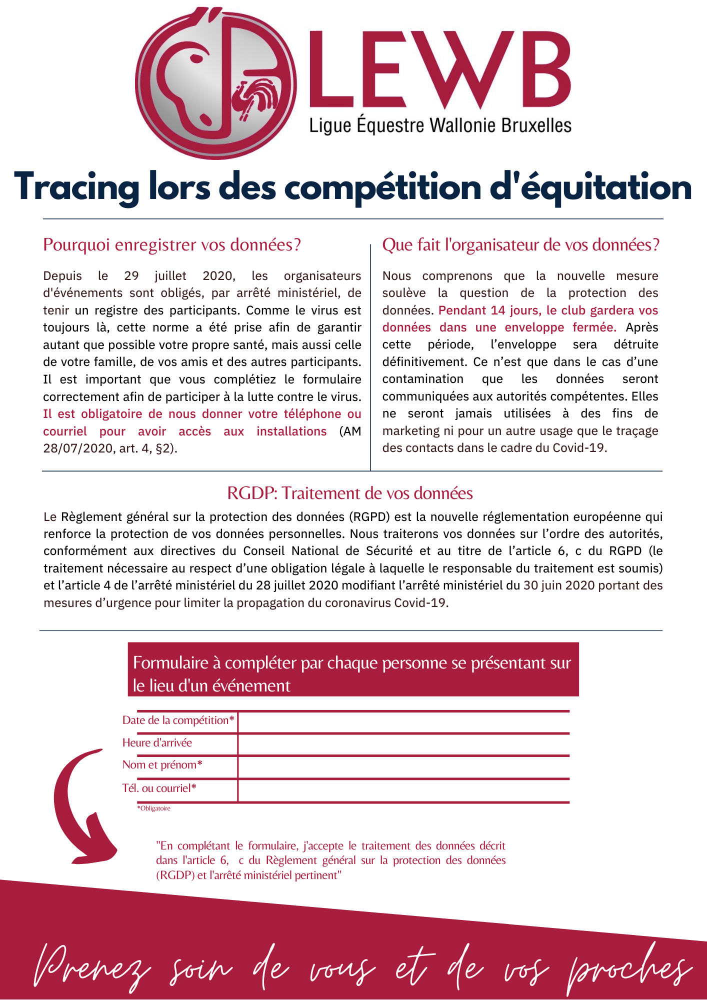 LEWB
Ligue Équestre Wallonie Bruxelles
Tracing lors des compétition d'équitation
Pourquoi enregistrer vos données?
Depuis le 29 juillet 2020, les organisateurs
d'événements sont obligés, par arrêté ministériel, de
tenir un registre des participants. Comme le virus est
toujours là, cette norme a été prise afin de garantir
autant que possible votre propre santé, mais aussi celle
de votre famille, de vos amis et des autres participants.
Il est important que vous complétiez le formulaire
correctement afin de participer à la lutte contre le virus.
Il est obligatoire de nous donner votre téléphone ou
courriel pour avoir accès aux installations (AM
28/07/2020, art. 4, §2).
Que fait l'organisateur de vos données?
Nous comprenons que la nouvelle mesure
soulève la question de la protection des
données. Pendant 14 jours, le club gardera vos
données dans une enveloppe fermée. Après
cette période, l’enveloppe sera détruite
définitivement. Ce n’est que dans le cas d’une
contamination que les données seront
communiquées aux autorités compétentes. Elles
ne seront jamais utilisées à des fins de
marketing ni pour un autre usage que le traçage
des contacts dans le cadre du Covid-19.
RGDP: Traitement de vos données
Le Règlement général sur la protection des données (RGPD) est la nouvelle réglementation européenne qui
renforce la protection de vos données personnelles. Nous traiterons vos données sur l’ordre des autorités,
conformément aux directives du Conseil National de Sécurité et au titre de l’article 6, c du RGPD (le
traitement nécessaire au respect d’une obligation légale à laquelle le responsable du traitement est soumis)
et l’article 4 de l’arrêté ministériel du 28 juillet 2020 modifiant l’arrêté ministériel du 30 juin 2020 portant des
mesures d’urgence pour limiter la propagation du coronavirus Covid-19.
Formulaire à compléter par chaque personne se présentant sur
le lieu d'un événement
Date de la compétition*
Heure d'arrivée
Nom et prénom*
Tél. ou courriel*
*Obligatoire
"En complétant le formulaire, j'accepte le traitement des données décrit
dans l'article 6, c du Règlement général sur la protection des données
(RGDP) et l'arrêté ministériel pertinent"
Prenez soin de vous et de vos proches